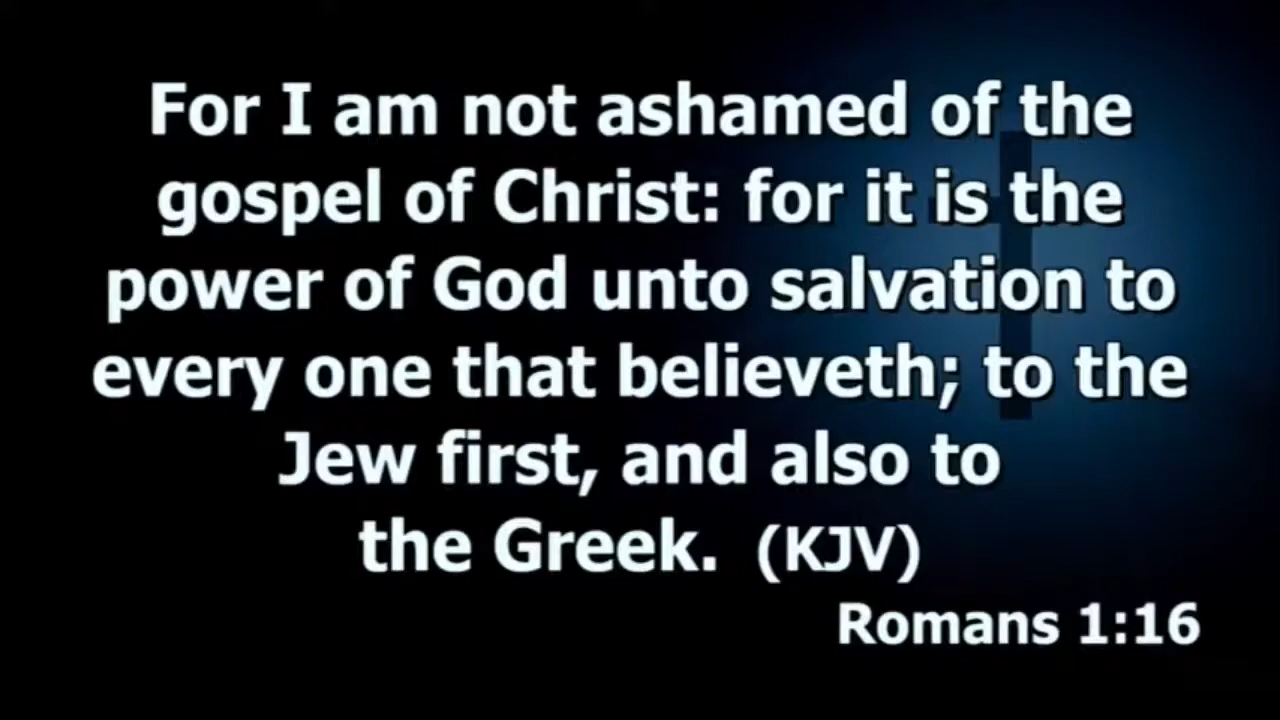 For I am not ashamed of the
gospel of Christ: for it is the
power of God unto salvation to
every one that believeth; to the
Jew first, and also to
the Greek. (KJV)
Romans 1:16